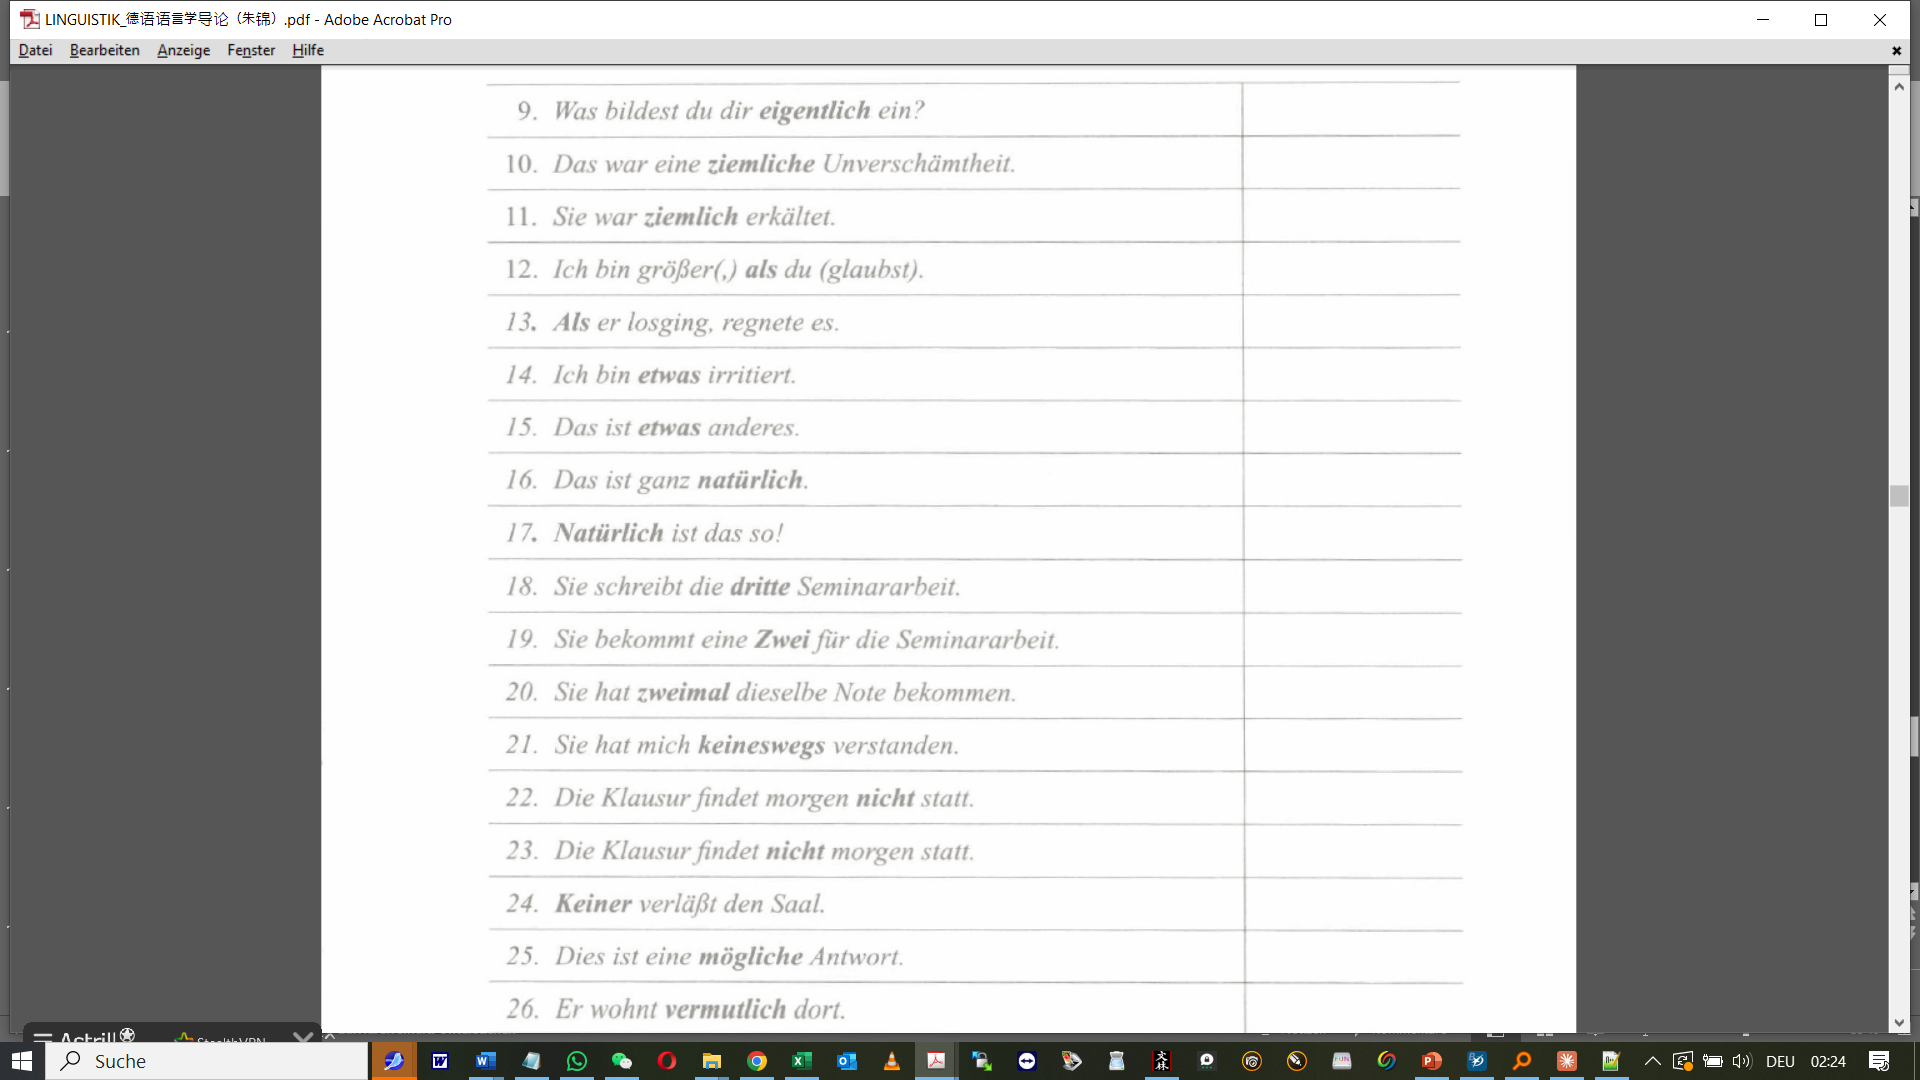 LINGUISTIK_德语语言学导论（朱锦）.pdf - Adobe Acrobat Pro
Datei Bearbeiten Anzeige Fenster Hilfe
9. Was bildest du dir eigentlich ein?
10. Das war eine ziemliche Unverschämtheit.
11. Sie war ziemlich erkältet.
12. Ich bin größer(,) als du (glaubst).
13. Als er losging, regnete es.
14. Ich bin etwas irritiert.
15. Das ist etwas anderes.
16. Das ist ganz natürlich.
17. Natürlich ist das so!
18. Sie schreibt die dritte Seminararbeit.
19. Sie bekommt eine Zwei für die Seminararbeit.
20. Sie hat zweimal dieselbe Note bekommen.
21. Sie hat mich keineswegs verstanden.
22. Die Klausur findet morgen nicht statt.
23. Die Klausur findet nicht morgen statt.
24. Keiner verläßt den Saal.
25. Dies ist eine mögliche Antwort.
26. Er wohnt vermutlich dort.
Astrill StealthVPN
Suche DEU 02:24